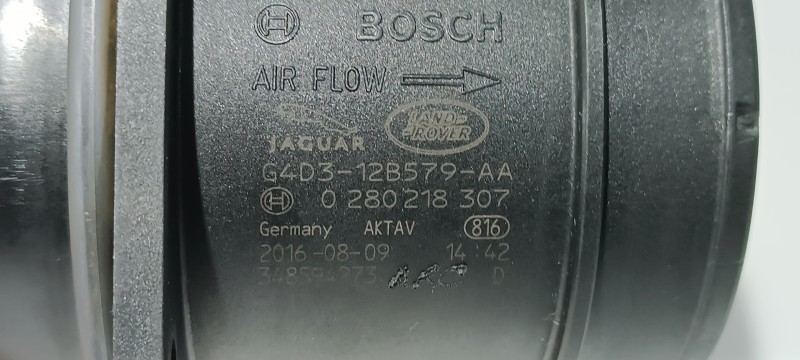 BOSCH
AIR FLOW
JAGUAR LAND ROVER
G4D3-12B579-AA
0 280 218 307
Germany AKTAV 816
2016-08-09 14:42
348594273 D